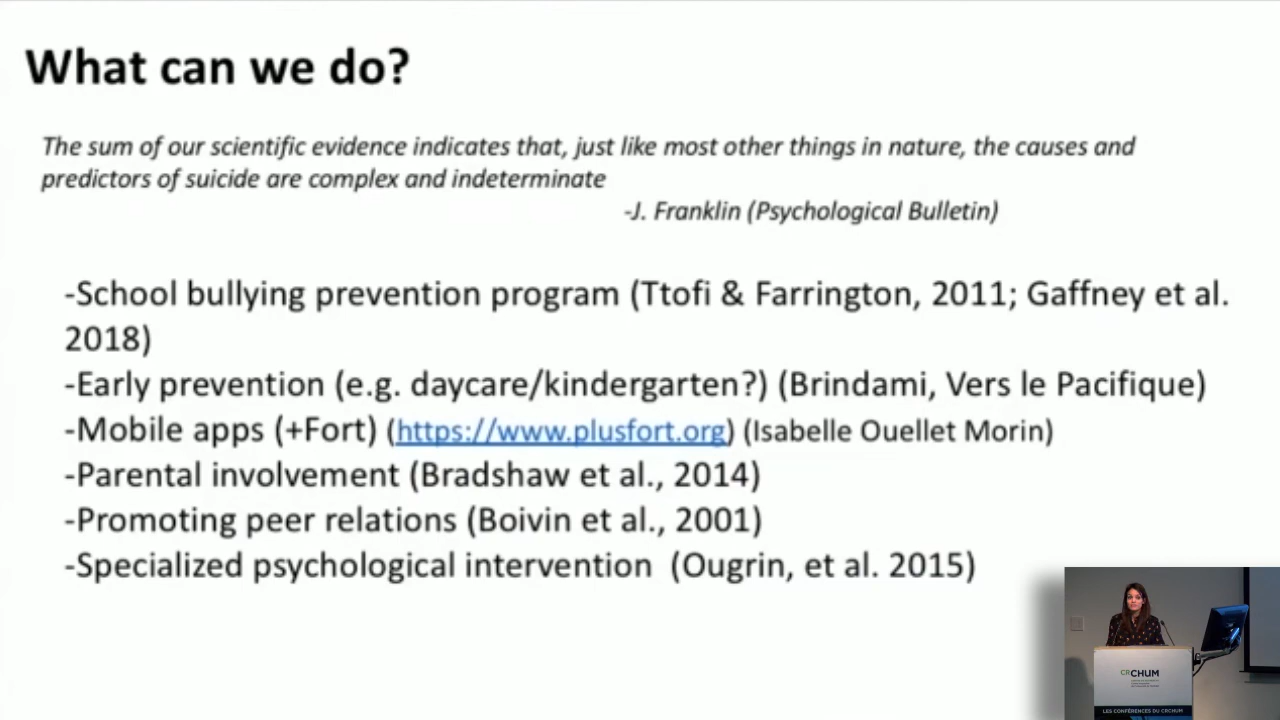 What can we do?
The sum of our scientific evidence indicates that, just like most other things in nature, the causes and
predictors of suicide are complex and indeterminate
-J. Franklin (Psychological Bulletin)
-School bullying prevention program (Ttofi & Farrington, 2011; Gaffney et al.
2018)
-Early prevention (e.g. daycare/kindergarten?) (Brindami, Vers le Pacifique)
-Mobile apps (+Fort) (https://www.plusfort.org) (Isabelle Ouellet Morin)
-Parental involvement (Bradshaw et al., 2014)
-Promoting peer relations (Boivin et al., 2001)
-Specialized psychological intervention  (Ougrin, et al. 2015)
CRCHUM
LES CONFÉRENCES DU CRCHUM